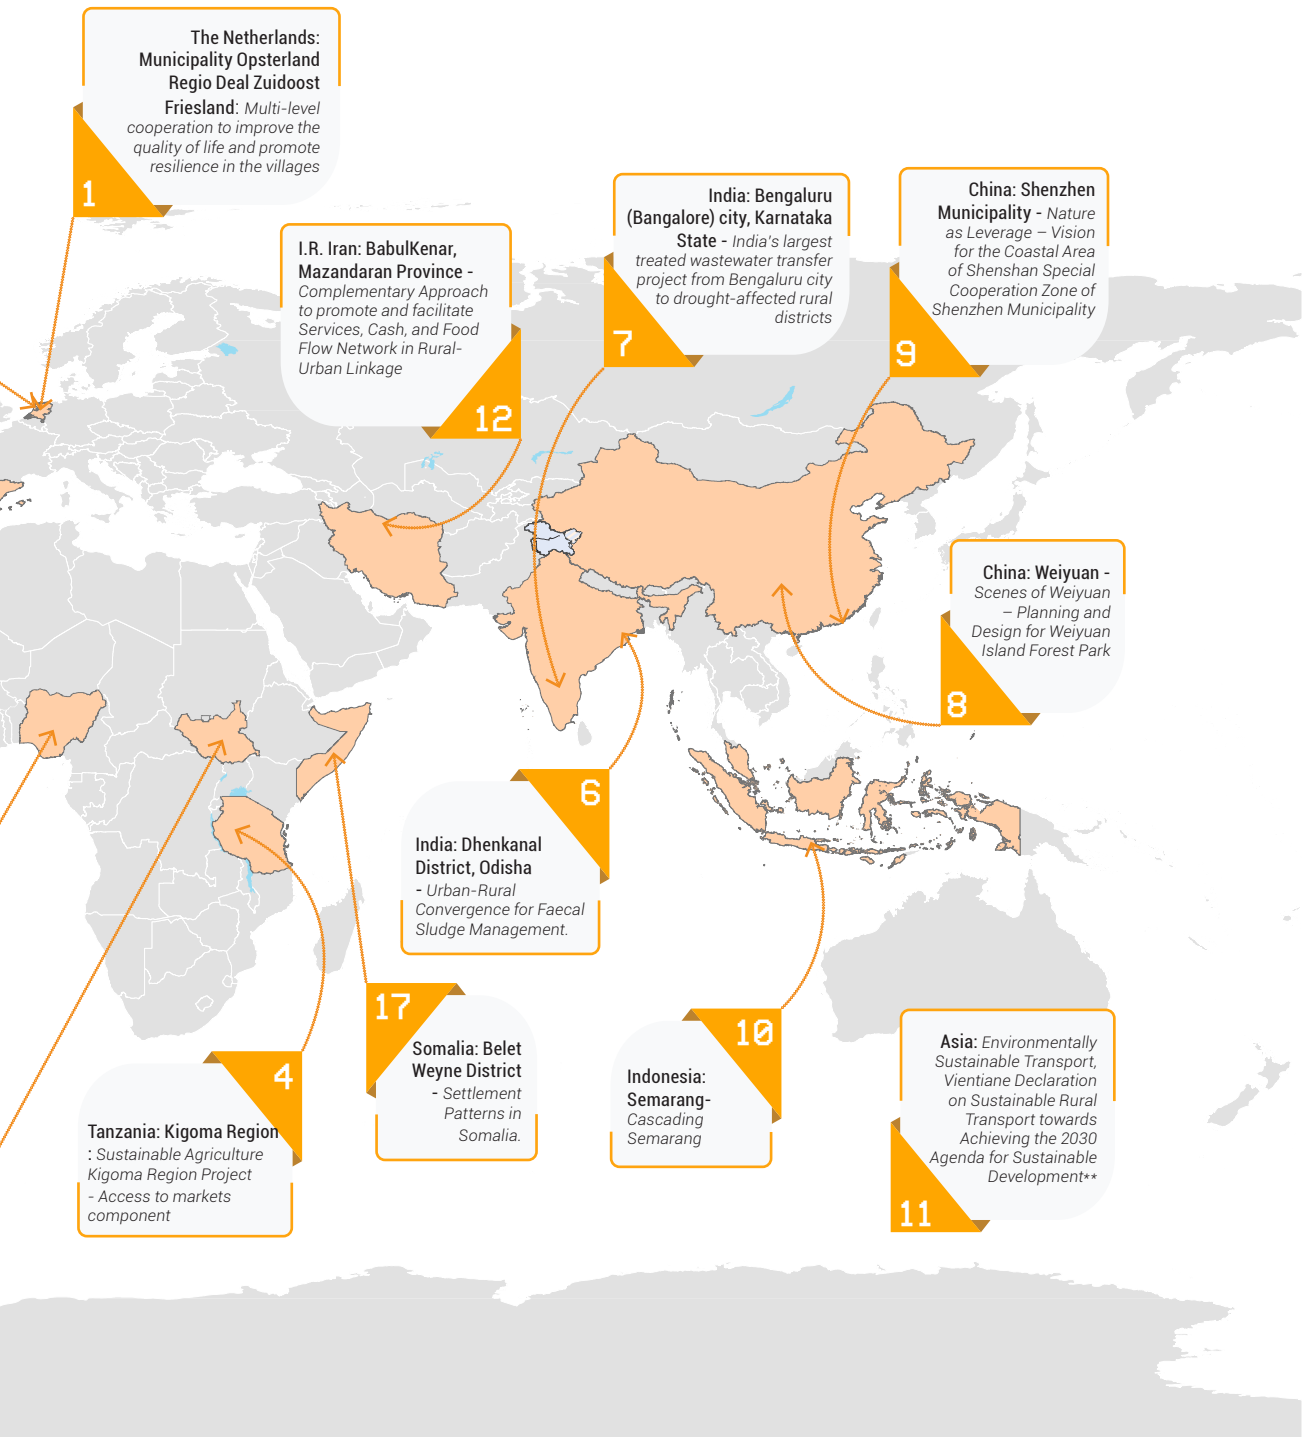 The Netherlands:
Municipality Opsterland
Regio Deal Zuidoost
Friesland: Multi-level
cooperation to improve the
quality of life and promote
resilience in the villages
1
I.R. Iran: BabulKenar,
Mazandaran Province -
Complementary Approach
to promote and facilitate
Services, Cash, and Food
Flow Network in Rural-
Urban Linkage
12
India: Bengaluru
(Bangalore) city, Karnataka
State - India's largest
treated wastewater transfer
project from Bengaluru city
to drought-affected rural
districts
7
China: Shenzhen
Municipality - Nature
as Leverage – Vision
for the Coastal Area
of Shenshan Special
Cooperation Zone of
Shenzhen Municipality
9
China: Weiyuan -
Scenes of Weiyuan
– Planning and
Design for Weiyuan
Island Forest Park
8
6
India: Dhenkanal
District, Odisha
- Urban-Rural
Convergence for Faecal
Sludge Management.
17
Somalia: Belet
Weyne District
- Settlement
Patterns in
Somalia.
4
Tanzania: Kigoma Region
: Sustainable Agriculture
Kigoma Region Project
- Access to markets
component
10
Indonesia:
Semarang-
Cascading
Semarang
Asia: Environmentally
Sustainable Transport,
Vientiane Declaration
on Sustainable Rural
Transport towards
Achieving the 2030
Agenda for Sustainable
Development**
11